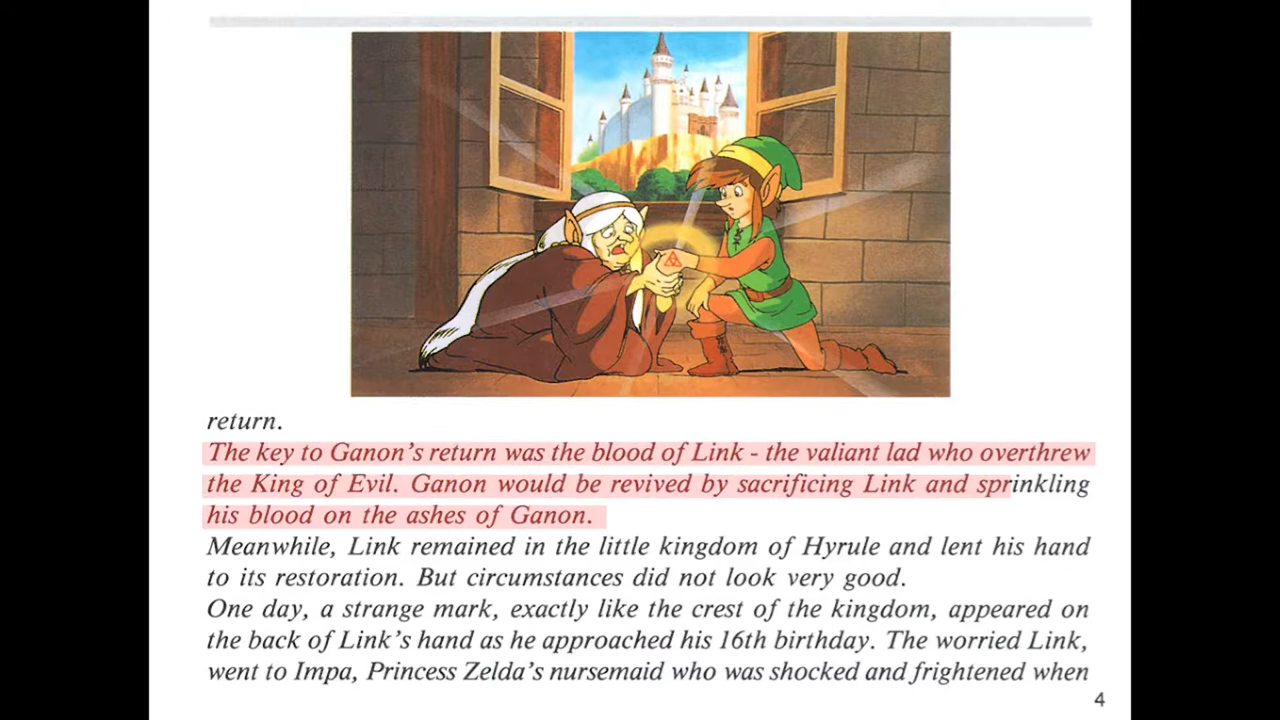 return.
The key to Ganon's return was the blood of Link - the valiant lad who overthrew
the King of Evil. Ganon would be revived by sacrificing Link and sprinkling
his blood on the ashes of Ganon.
Meanwhile, Link remained in the little kingdom of Hyrule and lent his hand
to its restoration. But circumstances did not look very good.
One day, a strange mark, exactly like the crest of the kingdom, appeared on
the back of Link's hand as he approached his 16th birthday. The worried Link,
went to Impa, Princess Zelda's nursemaid who was shocked and frightened when
4